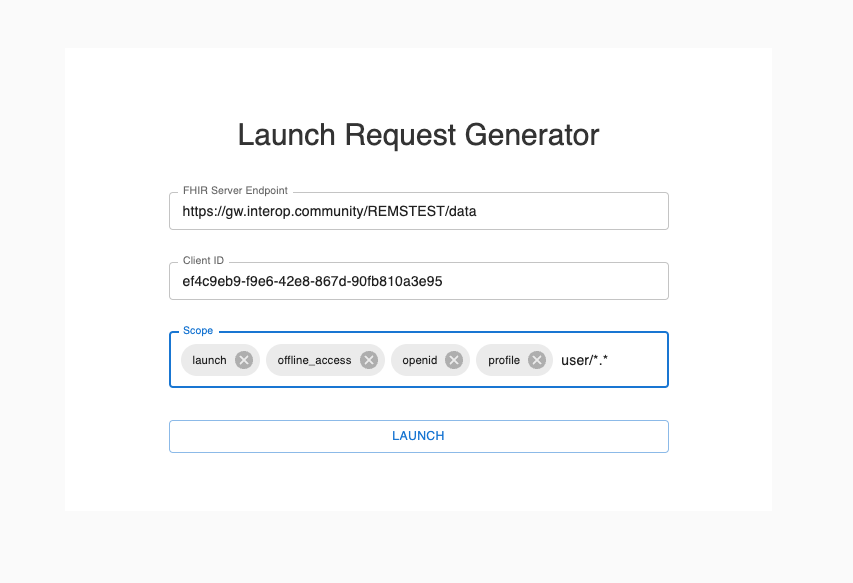 Launch Request Generator
FHIR Server Endpoint
https://gw.interop.community/REMSTEST/data
Client ID
ef4c9eb9-f9e6-42e8-867d-90fb810a3e95
Scope
launch offline_access openid profile user/*.*
LAUNCH